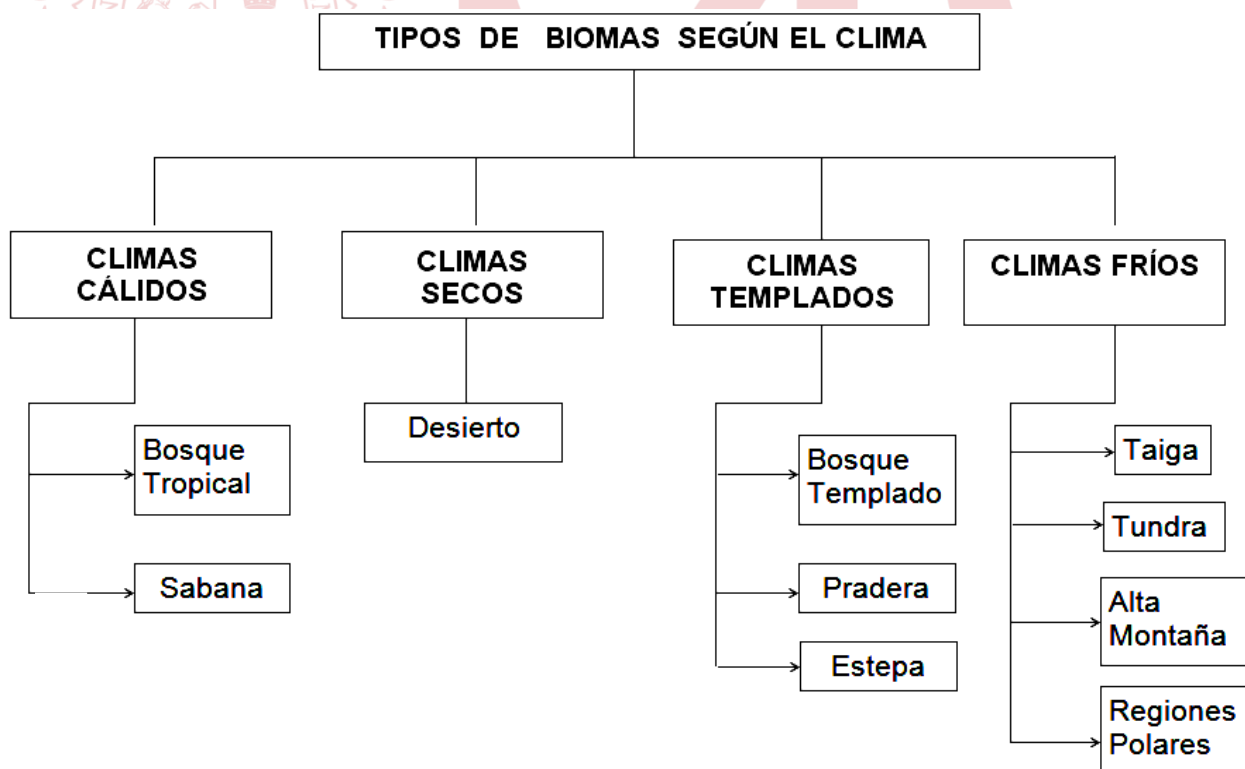 TIPOS DE BIOMAS SEGÚN EL CLIMA
CLIMAS
CÁLIDOS
Bosque
Tropical
Sabana
CLIMAS
SECOS
Desierto
CLIMAS
TEMPLADOS
Bosque
Templado
Pradera
Estepa
CLIMAS FRÍOS
Taiga
Tundra
Alta
Montaña
Regiones
Polares